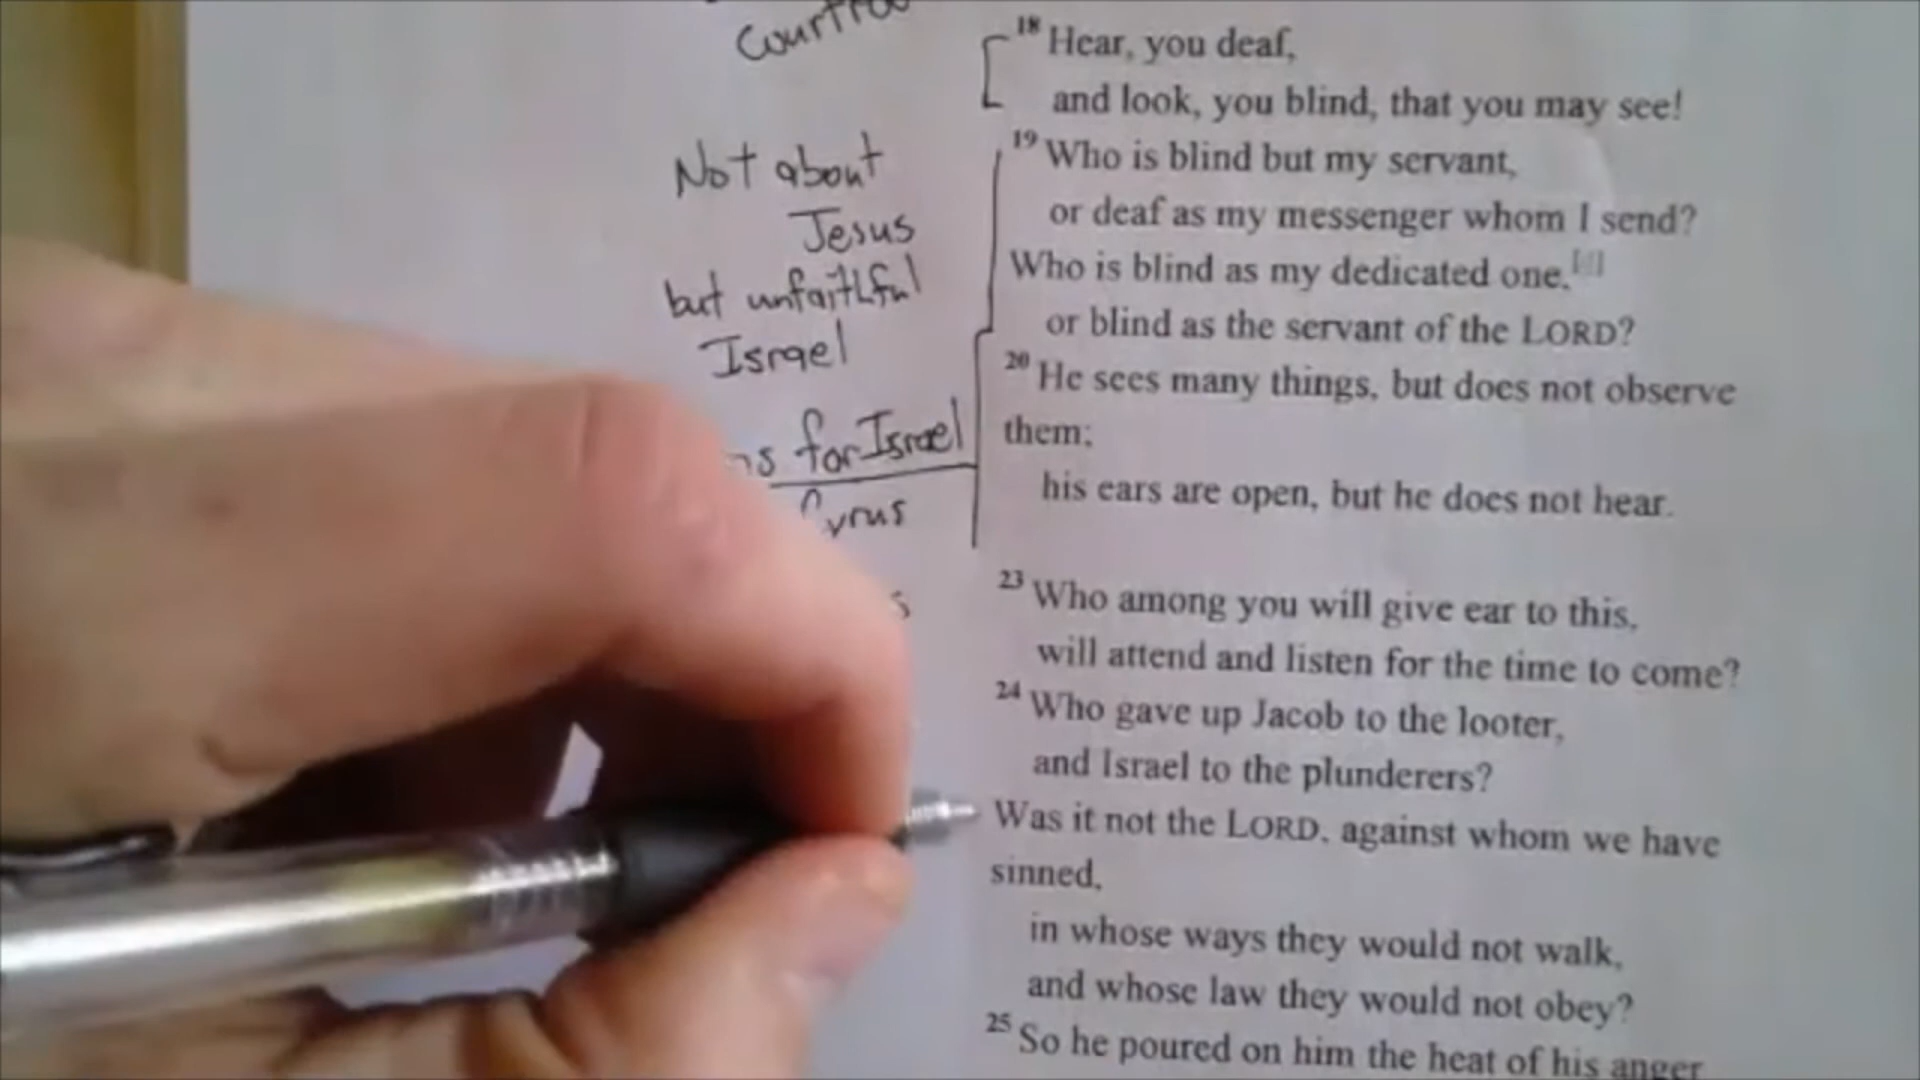 Not about
Jesus
but unfaithful
Israel
for Israel
Cyrus
18 Hear, you deaf,
and look, you blind, that you may see!
19 Who is blind but my servant,
or deaf as my messenger whom I send?
Who is blind as my dedicated one,
or blind as the servant of the LORD?
20 He sees many things, but does not observe
them;
his ears are open, but he does not hear.
23 Who among you will give ear to this,
will attend and listen for the time to come?
24 Who gave up Jacob to the looter,
and Israel to the plunderers?
Was it not the LORD, against whom we have
sinned,
in whose ways they would not walk,
and whose law they would not obey?
25 So he poured on him the heat of his anger